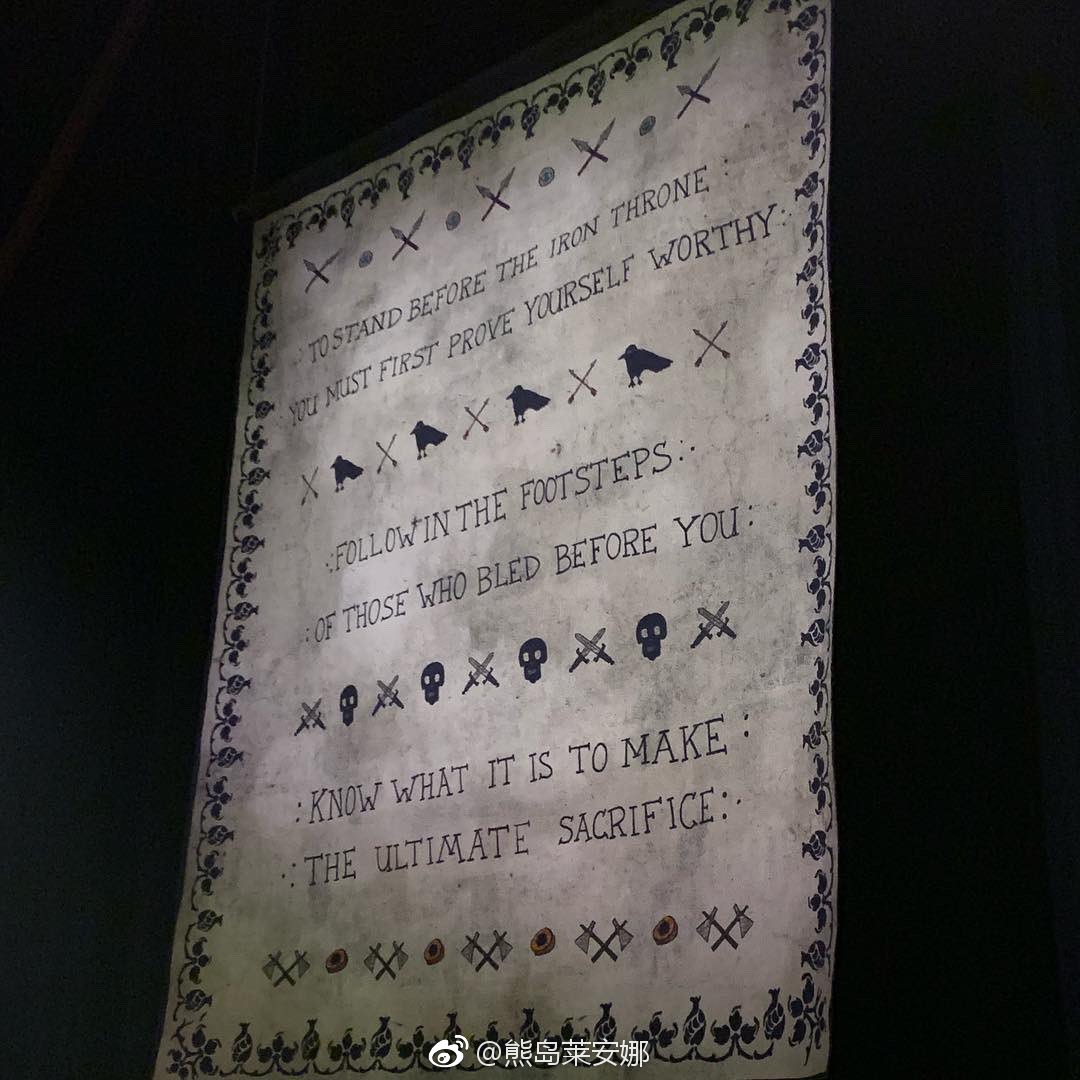 ∴ TO STAND BEFORE THE IRON THRONE :
YOU MUST FIRST PROVE YOURSELF WORTHY :·
·: FOLLOW IN THE FOOTSTEPS :·
: OF THOSE WHO BLED BEFORE YOU :
: KNOW WHAT IT IS TO MAKE :
·: THE ULTIMATE SACRIFICE :·
@熊岛莱安娜